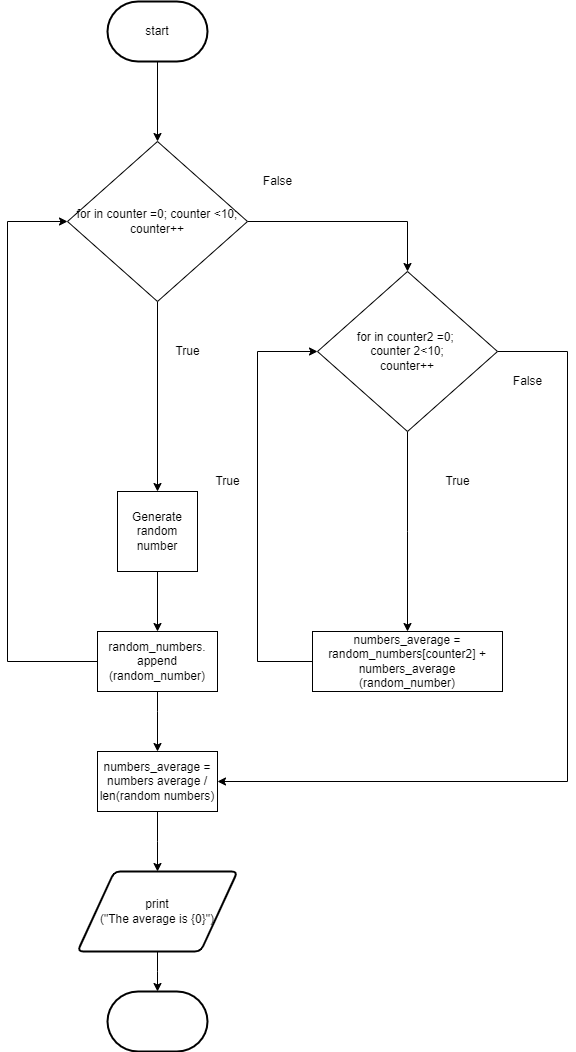 start
False
for in counter =0; counter <10;
counter++
for in counter2 =0;
counter 2<10;
counter++
True
False
True
True
Generate
random
number
random_numbers.
append
(random_number)
numbers_average =
random_numbers[counter2] +
numbers_average
(random_number)
numbers_average =
numbers average /
len(random numbers)
print
("The average is {0}")